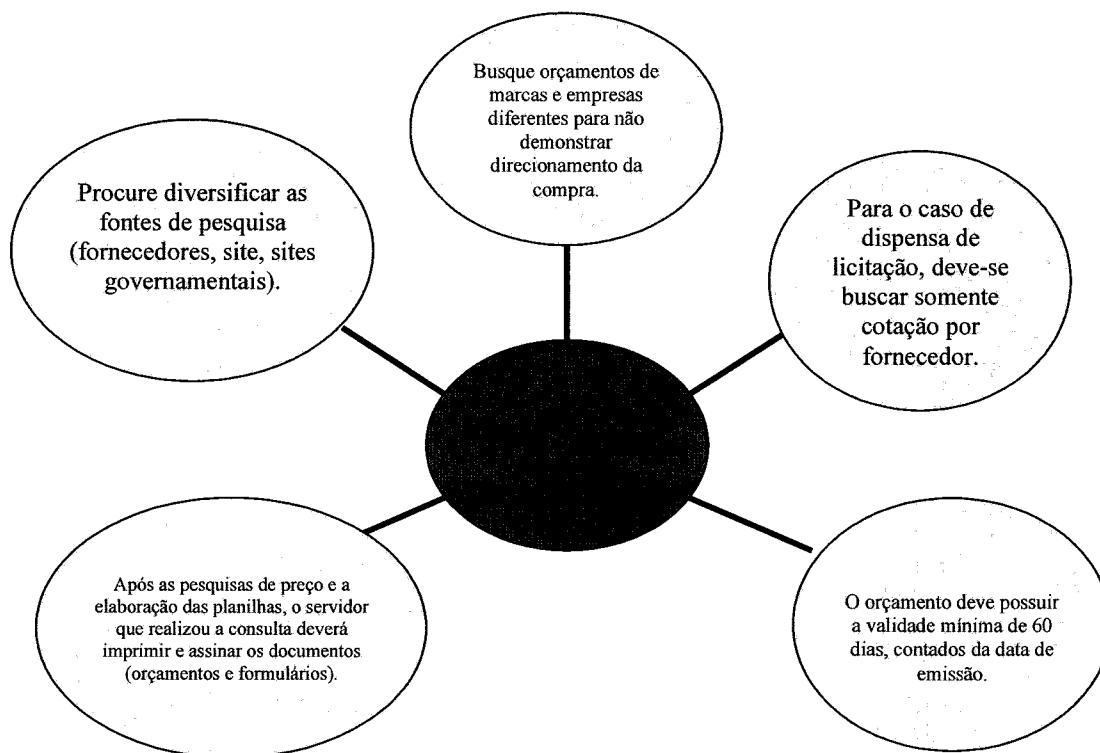 Busque orçamentos de
marcas e empresas
diferentes para não
demonstrar
direcionamento da
compra.
Procure diversificar as
fontes de pesquisa
(fornecedores, site, sites
governamentais).
Para o caso de
dispensa de
licitação, deve-se
buscar somente
cotação por
fornecedor.
Após as pesquisas de preço e a
elaboração das planilhas, o servidor
que realizou a consulta deverá
imprimir e assinar os documentos
(orçamentos e formulários).
O orçamento deve possuir
a validade mínima de 60
dias, contados da data de
emissão.